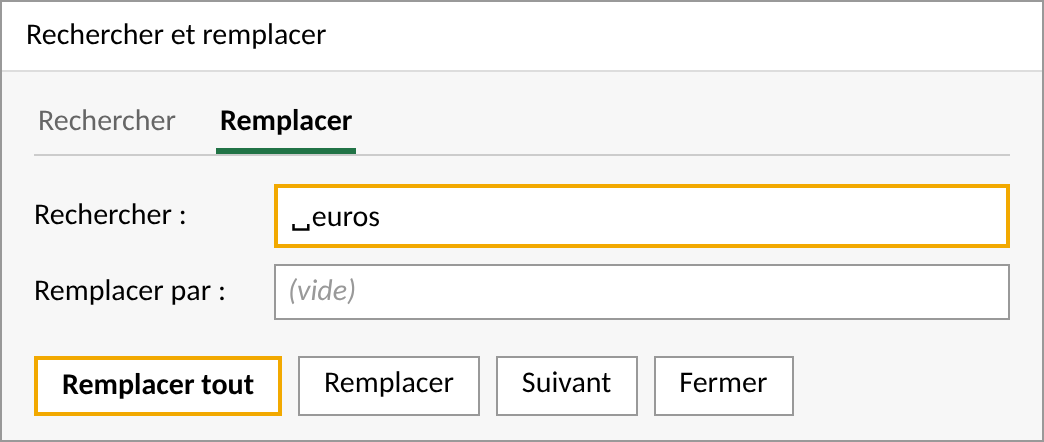 Rechercher et remplacer
Rechercher Remplacer
Rechercher : ␣euros
Remplacer par : (vide)
Remplacer tout Remplacer Suivant Fermer